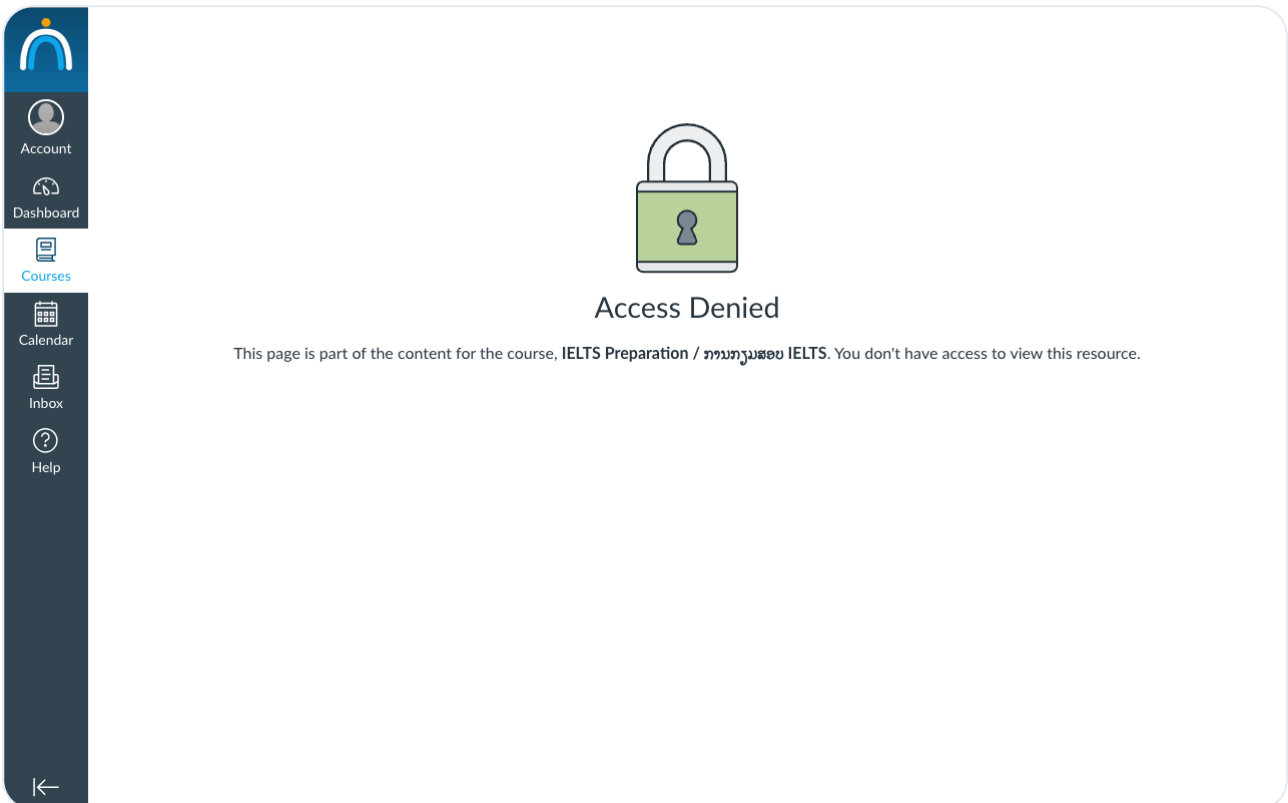 Account
Dashboard
Courses
Calendar
Inbox
Help
Access Denied
This page is part of the content for the course, IELTS Preparation / ການກຽມສອບ IELTS. You don't have access to view this resource.